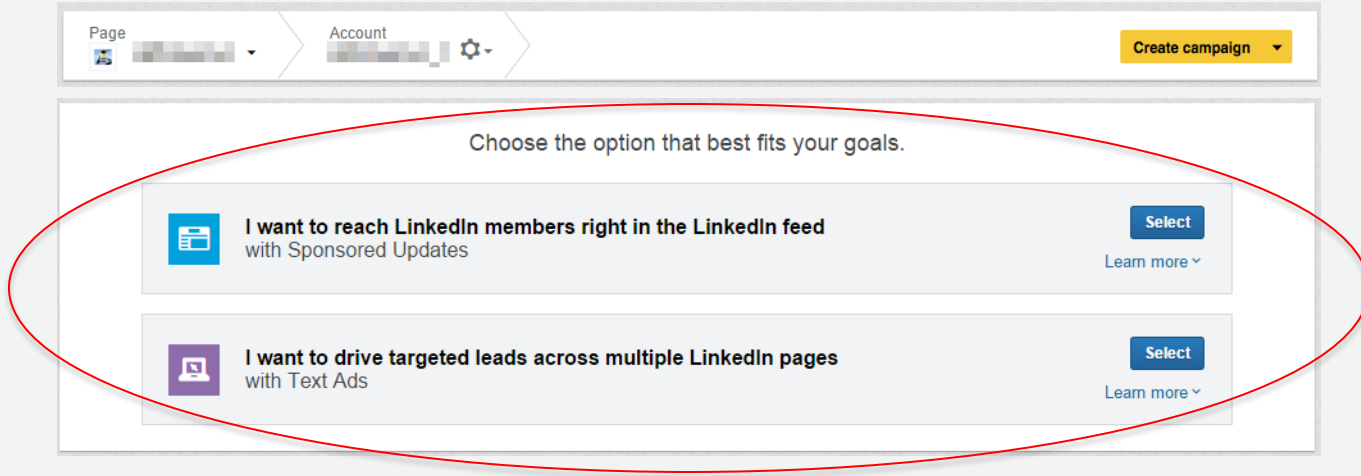 Page
Account
Create campaign
Choose the option that best fits your goals.
I want to reach LinkedIn members right in the LinkedIn feed
with Sponsored Updates
Select
Learn more
I want to drive targeted leads across multiple LinkedIn pages
with Text Ads
Select
Learn more